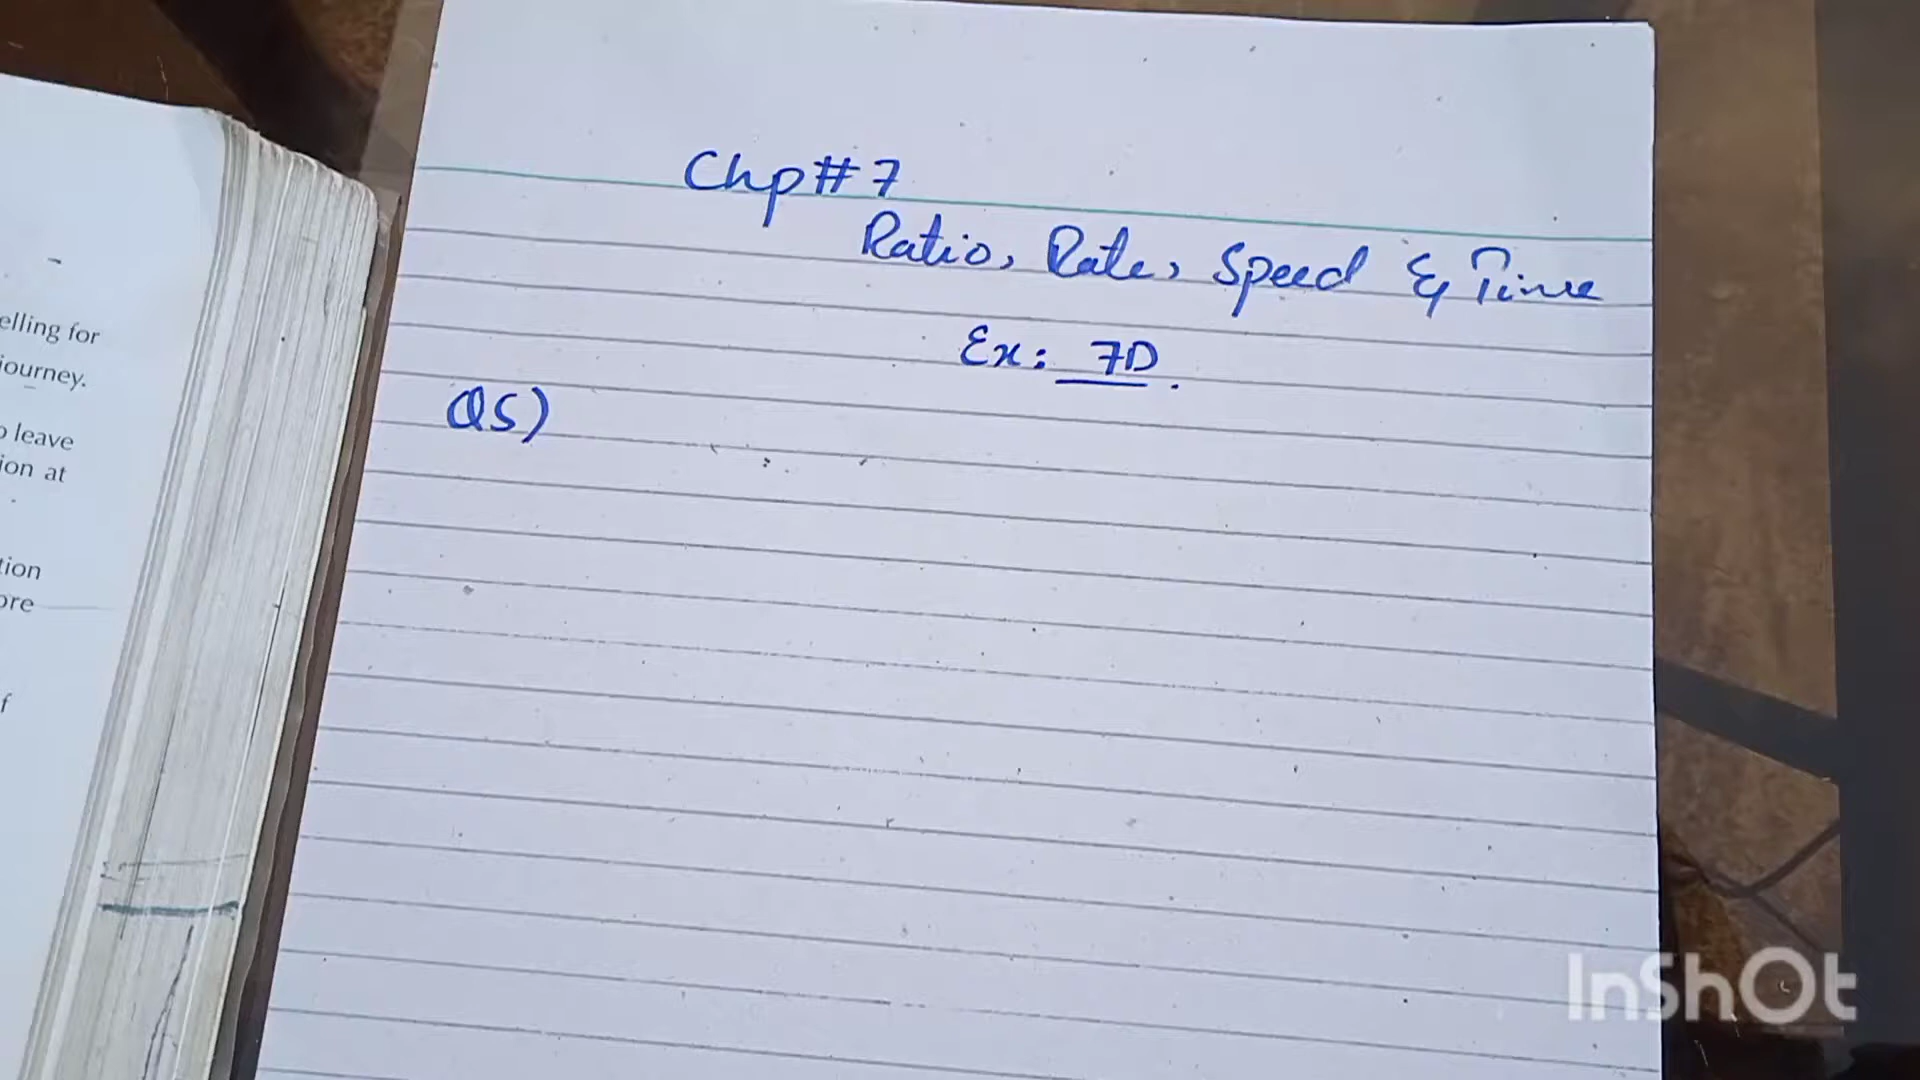 elling for
journey.
leave
ion at
tion
ore
f
Chp#7
Ratio, Rate, Speed & Time
Ex: 7D.
Q5)
InShOt